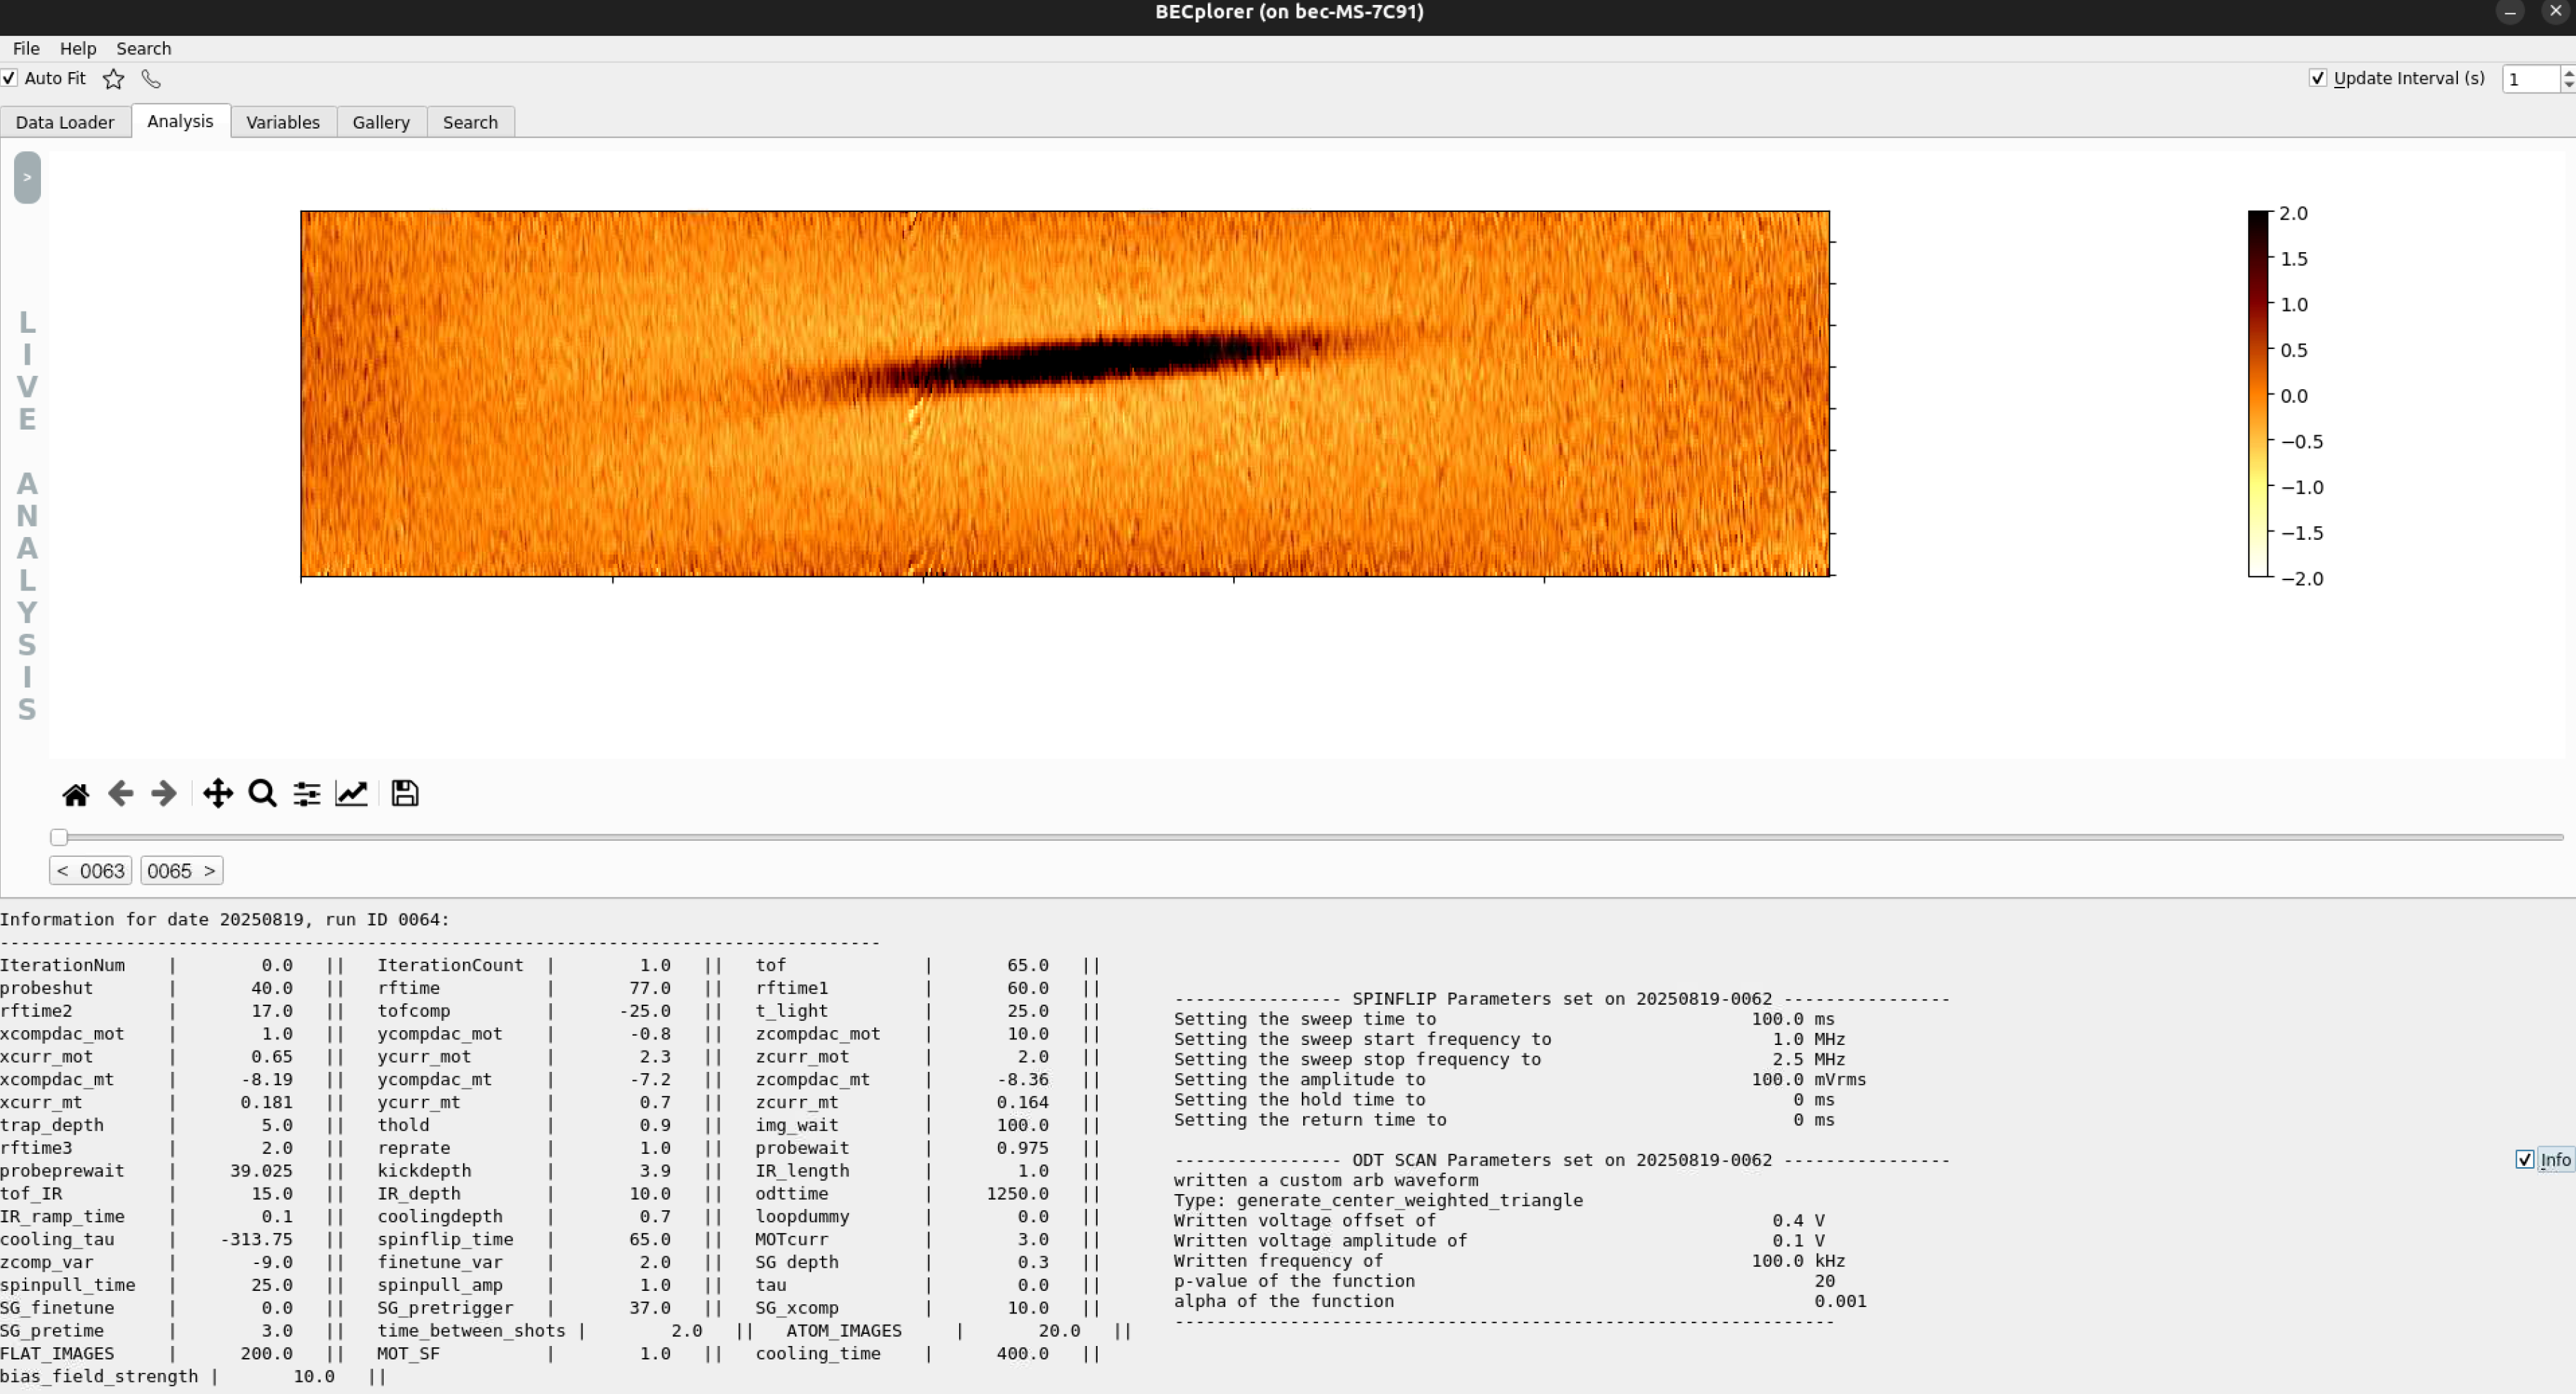 BECplorer (on bec-MS-7C91)
File Help Search
Auto Fit
Update Interval (s) 1
Data Loader Analysis Variables Gallery Search
>
LIVE ANALYSIS
2.0
1.5
1.0
0.5
0.0
−0.5
−1.0
−1.5
−2.0
< 0063 0065 >
Information for date 20250819, run ID 0064:
--------------------------------------------------------------------------------
IterationNum | 0.0 || IterationCount | 1.0 || tof | 65.0 ||
probeshut | 40.0 || rftime | 77.0 || rftime1 | 60.0 ||
rftime2 | 17.0 || tofcomp | -25.0 || t_light | 25.0 ||
xcompdac_mot | 1.0 || ycompdac_mot | -0.8 || zcompdac_mot | 10.0 ||
xcurr_mot | 0.65 || ycurr_mot | 2.3 || zcurr_mot | 2.0 ||
xcompdac_mt | -8.19 || ycompdac_mt | -7.2 || zcompdac_mt | -8.36 ||
xcurr_mt | 0.181 || ycurr_mt | 0.7 || zcurr_mt | 0.164 ||
trap_depth | 5.0 || thold | 0.9 || img_wait | 100.0 ||
rftime3 | 2.0 || reprate | 1.0 || probewait | 0.975 ||
probeprewait | 39.025 || kickdepth | 3.9 || IR_length | 1.0 ||
tof_IR | 15.0 || IR_depth | 10.0 || odttime | 1250.0 ||
IR_ramp_time | 0.1 || coolingdepth | 0.7 || loopdummy | 0.0 ||
cooling_tau | -313.75 || spinflip_time | 65.0 || MOTcurr | 3.0 ||
zcomp_var | -9.0 || finetune_var | 2.0 || SG depth | 0.3 ||
spinpull_time | 25.0 || spinpull_amp | 1.0 || tau | 0.0 ||
SG_finetune | 0.0 || SG_pretrigger | 37.0 || SG_xcomp | 10.0 ||
SG_pretime | 3.0 || time_between_shots | 2.0 || ATOM_IMAGES | 20.0 ||
FLAT_IMAGES | 200.0 || MOT_SF | 1.0 || cooling_time | 400.0 ||
bias_field_strength | 10.0 ||
---------------- SPINFLIP Parameters set on 20250819-0062 ----------------
Setting the sweep time to 100.0 ms
Setting the sweep start frequency to 1.0 MHz
Setting the sweep stop frequency to 2.5 MHz
Setting the amplitude to 100.0 mVrms
Setting the hold time to 0 ms
Setting the return time to 0 ms
---------------- ODT SCAN Parameters set on 20250819-0062 ----------------
written a custom arb waveform
Type: generate_center_weighted_triangle
Written voltage offset of 0.4 V
Written voltage amplitude of 0.1 V
Written frequency of 100.0 kHz
p-value of the function 20
alpha of the function 0.001
---------------------------------------------------------------
Info